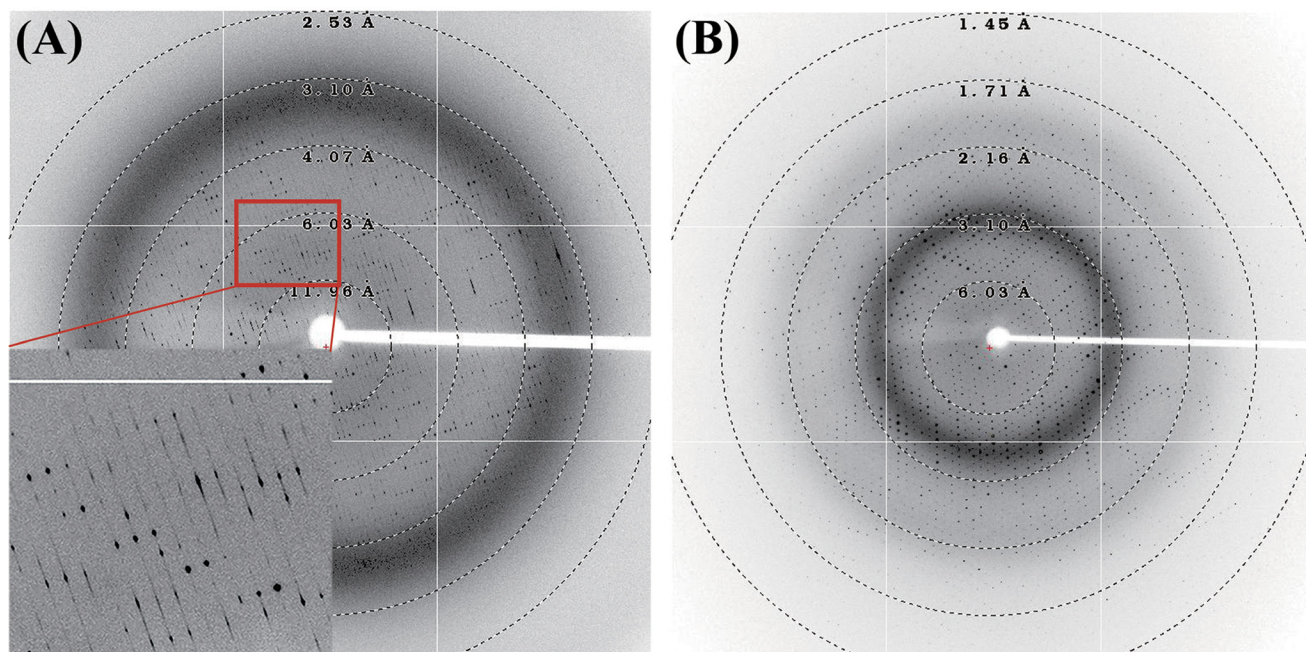 (A)
2.53 Å
3.10 Å
4.07 Å
6.03 Å
11.96 Å
(B)
1.45 Å
1.71 Å
2.16 Å
3.10 Å
6.03 Å